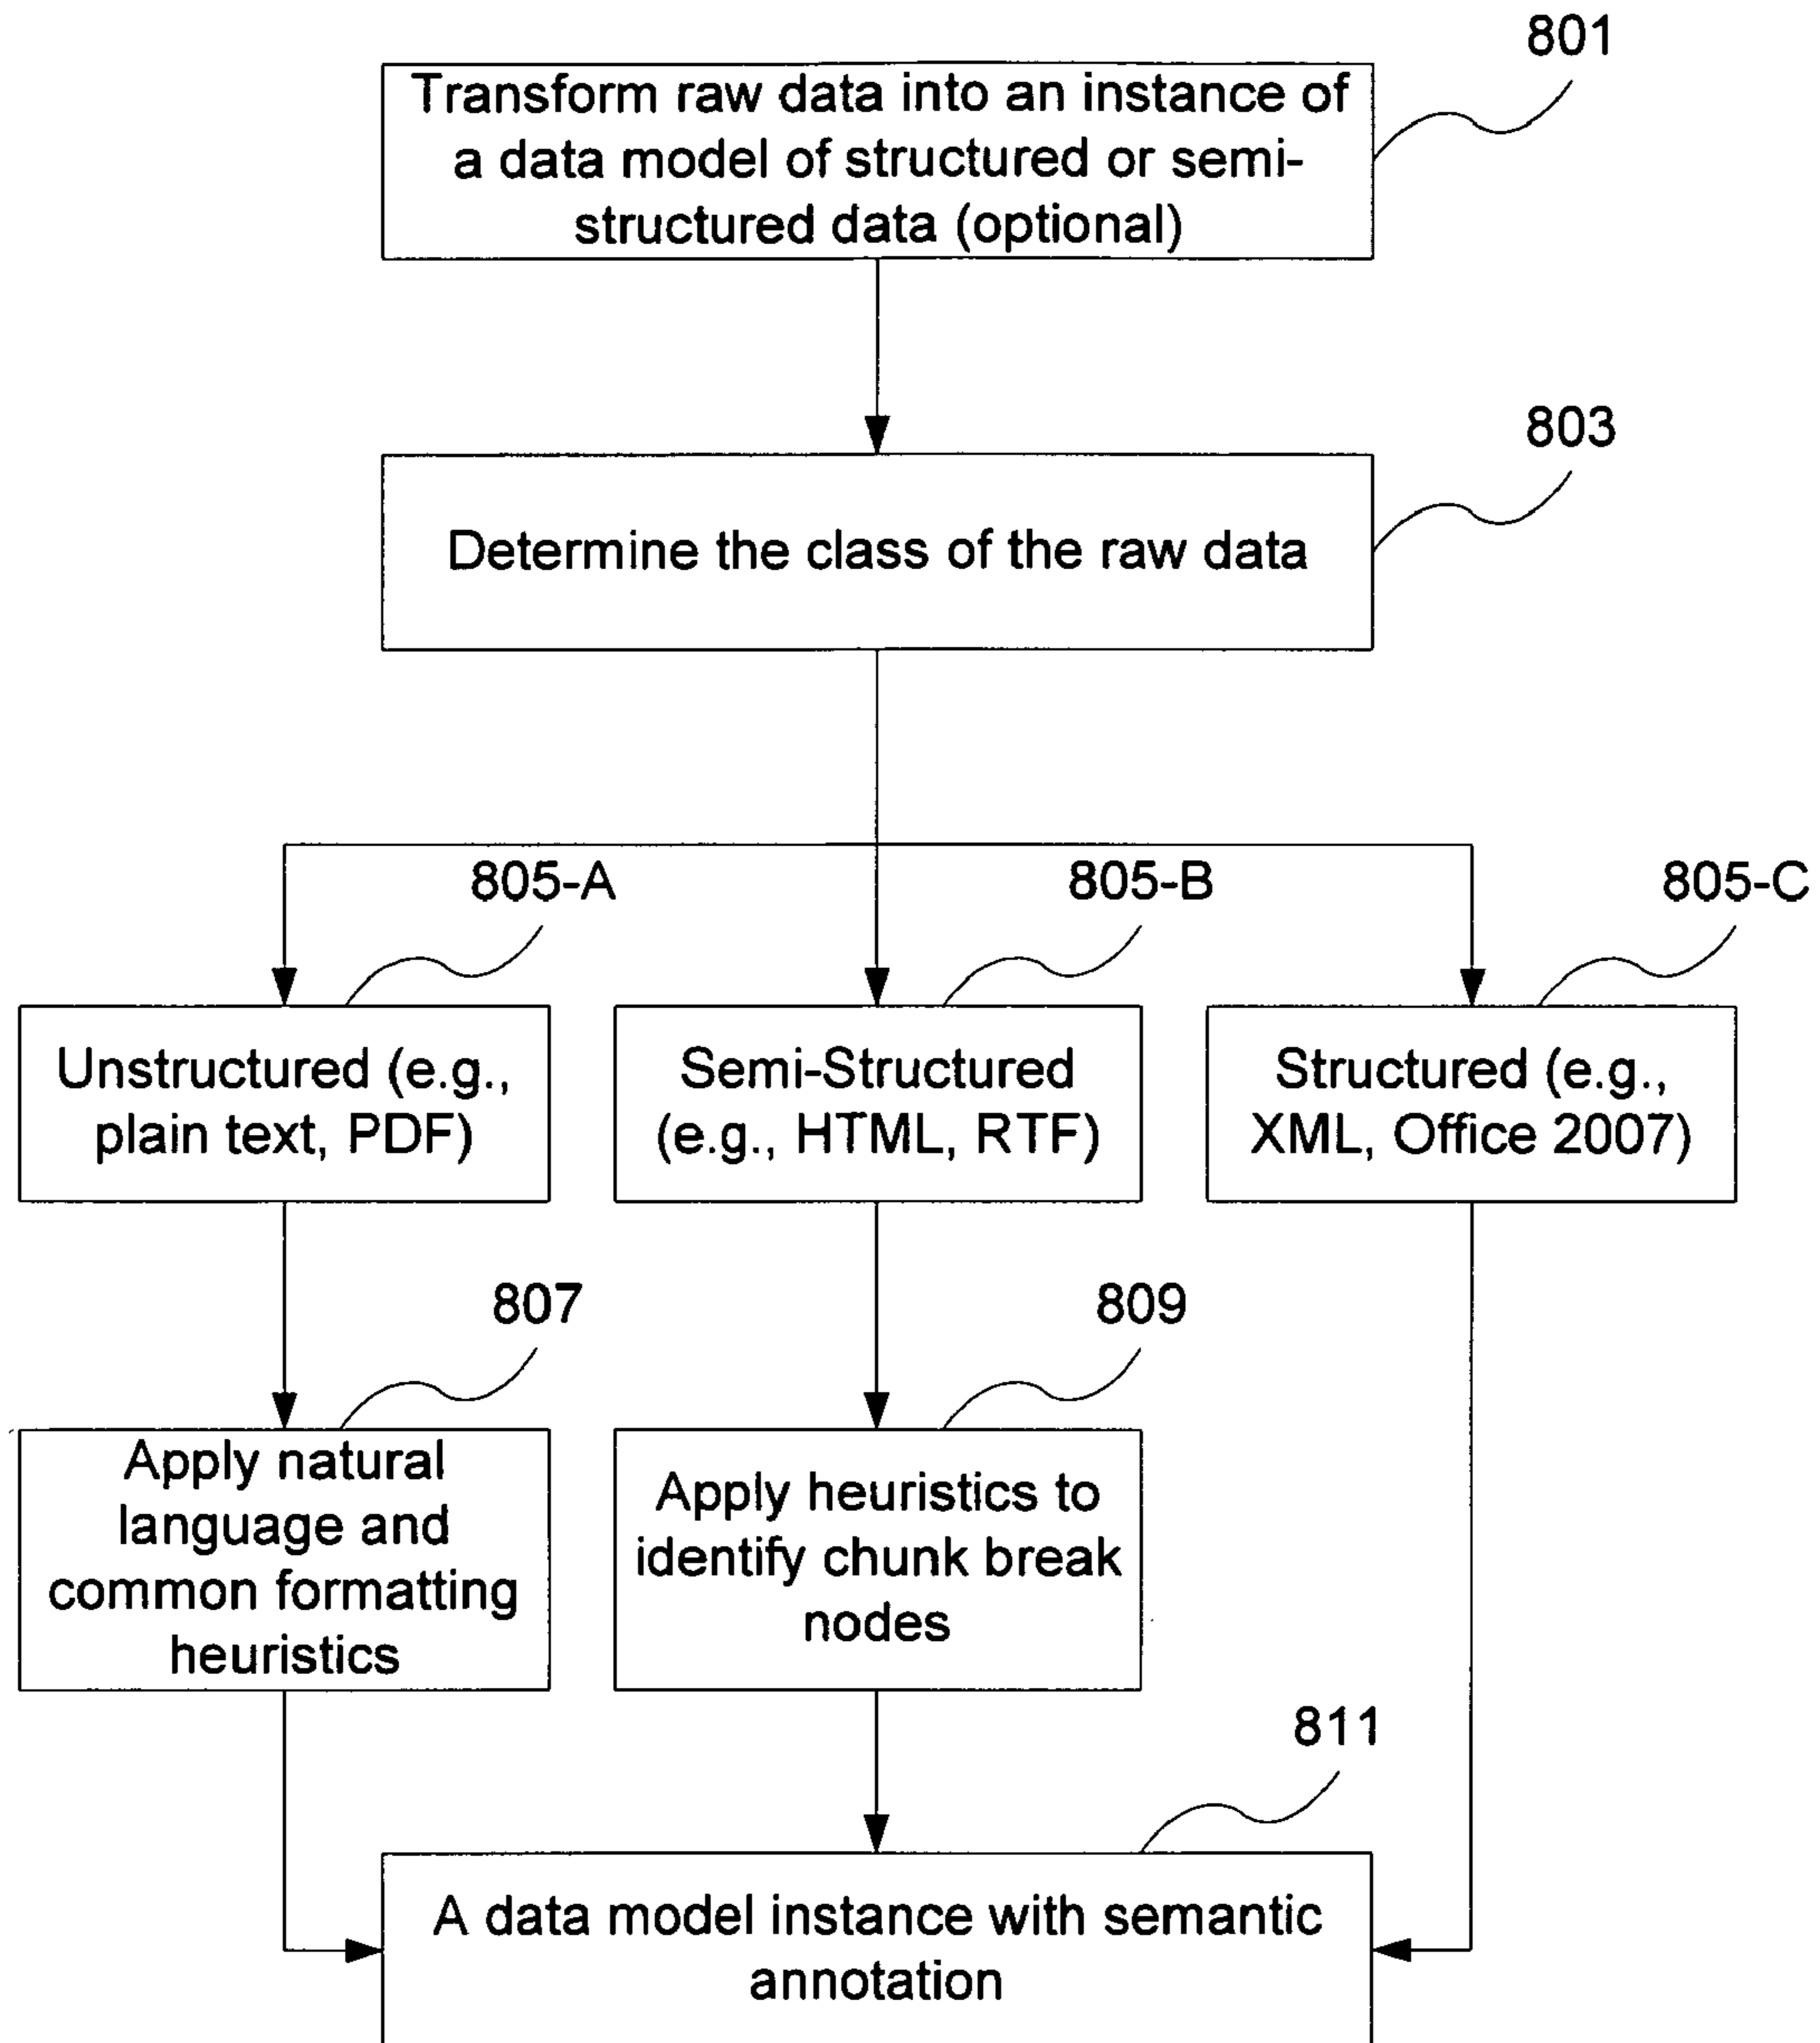 801
Transform raw data into an instance of
a data model of structured or semi-
structured data (optional)
803
Determine the class of the raw data
805-A
805-B
805-C
Unstructured (e.g.,
plain text, PDF)
Semi-Structured
(e.g., HTML, RTF)
Structured (e.g.,
XML, Office 2007)
807
809
Apply natural
language and
common formatting
heuristics
Apply heuristics to
identify chunk break
nodes
811
A data model instance with semantic
annotation